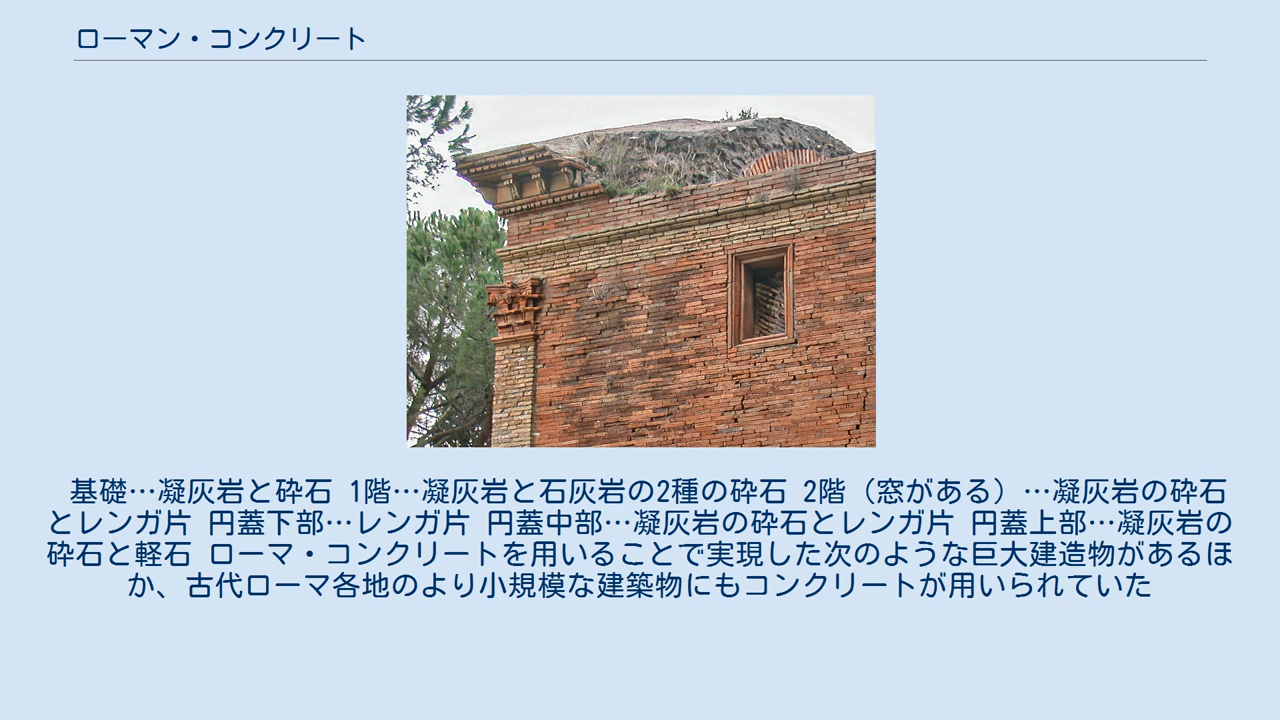 ローマン・コンクリート
基礎…凝灰岩と砕石 1階…凝灰岩と石灰岩の2種の砕石 2階（窓がある）…凝灰岩の砕石
とレンガ片 円蓋下部…レンガ片 円蓋中部…凝灰岩の砕石とレンガ片 円蓋上部…凝灰岩の
砕石と軽石 ローマ・コンクリートを用いることで実現した次のような巨大建造物があるほ
か、古代ローマ各地のより小規模な建築物にもコンクリートが用いられていた